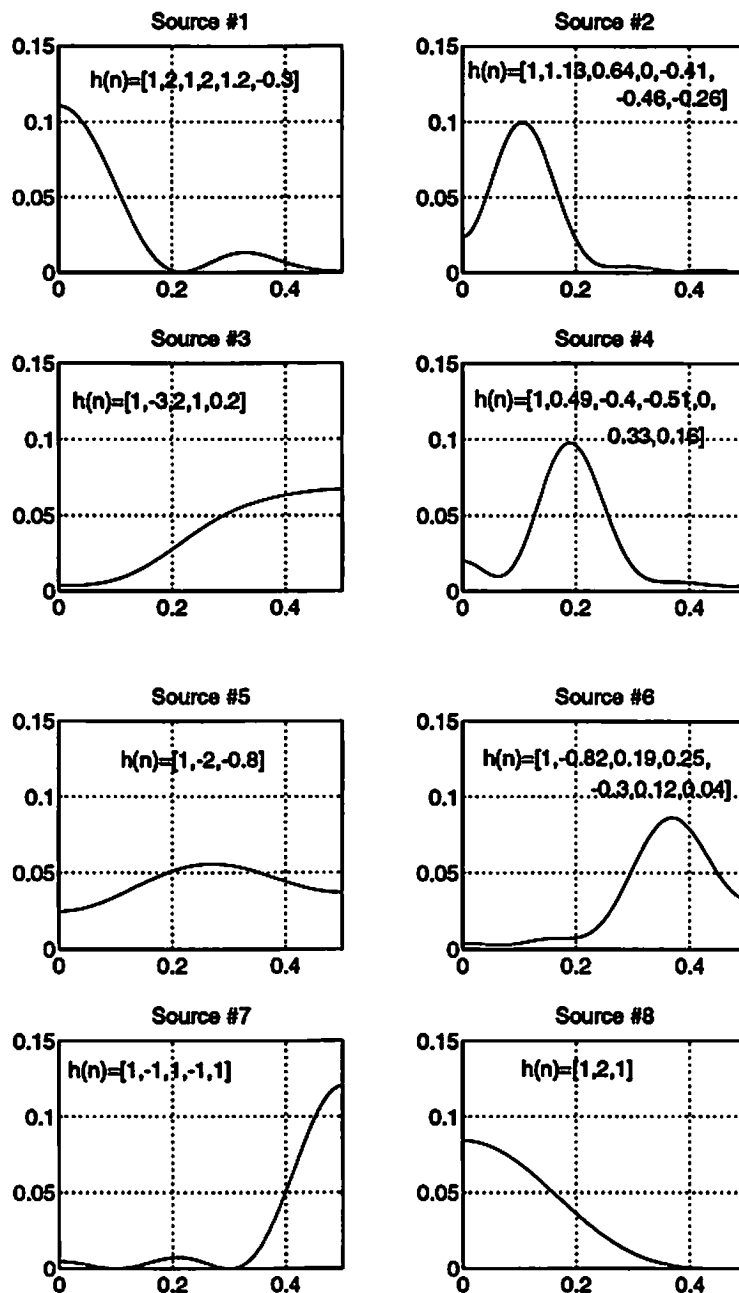 Source #1
0.15
h(n)=[1,2,1,2,1.2,-0.3]
0.1
0.05
0
0 0.2 0.4
Source #2
0.15
h(n)=[1,1.13,0.64,0,-0.41,
-0.46,-0.26]
0.1
0.05
0
0 0.2 0.4
Source #3
0.15
h(n)=[1,-3,2,1,0.2]
0.1
0.05
0
0 0.2 0.4
Source #4
0.15
h(n)=[1,0.49,-0.4,-0.51,0,
0.33,0.16]
0.1
0.05
0
0 0.2 0.4
Source #5
0.15
h(n)=[1,-2,-0.8]
0.1
0.05
0
0 0.2 0.4
Source #6
0.15
h(n)=[1,-0.82,0.19,0.25,
-0.3,0.12,0.04]
0.1
0.05
0
0 0.2 0.4
Source #7
0.15
h(n)=[1,-1,1,-1,1]
0.1
0.05
0
0 0.2 0.4
Source #8
0.15
h(n)=[1,2,1]
0.1
0.05
0
0 0.2 0.4